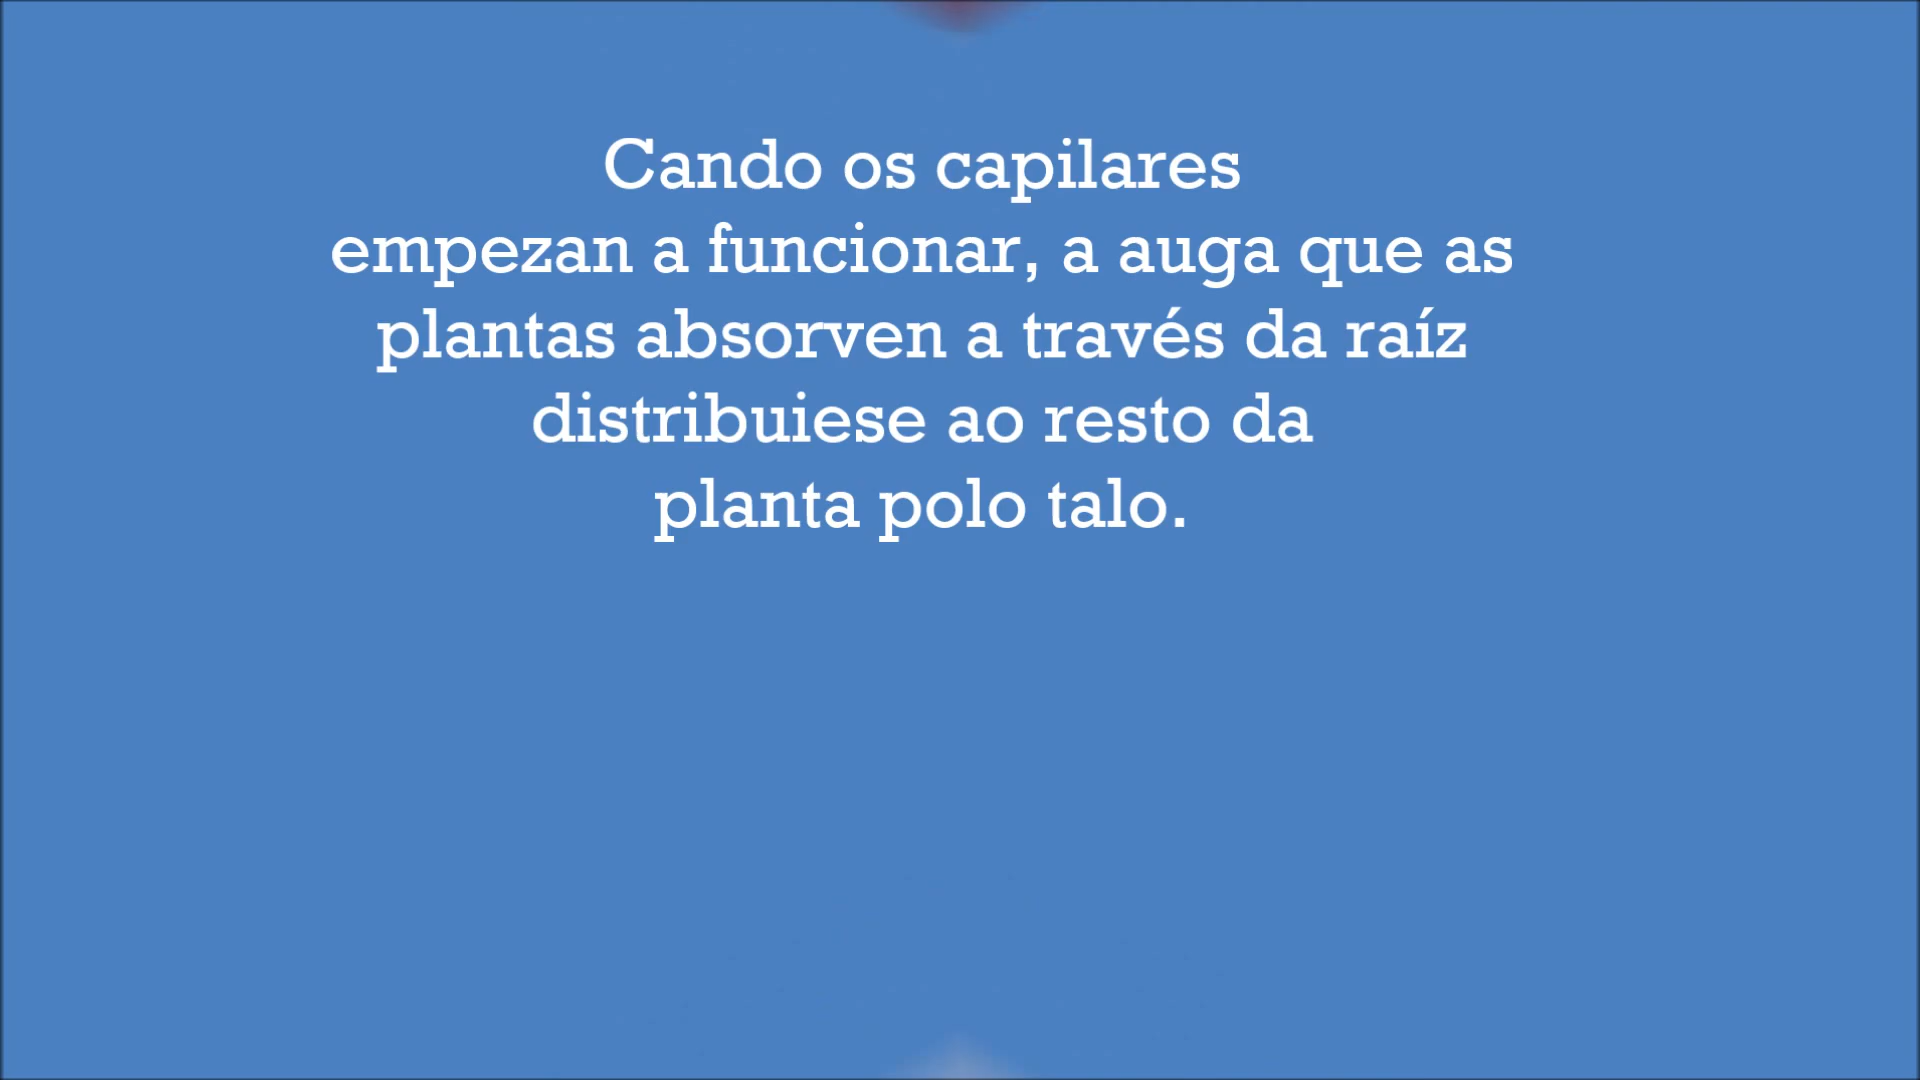 Cando os capilares
empezan a funcionar, a auga que as
plantas absorven a través da raíz
distribuiese ao resto da
planta polo talo.